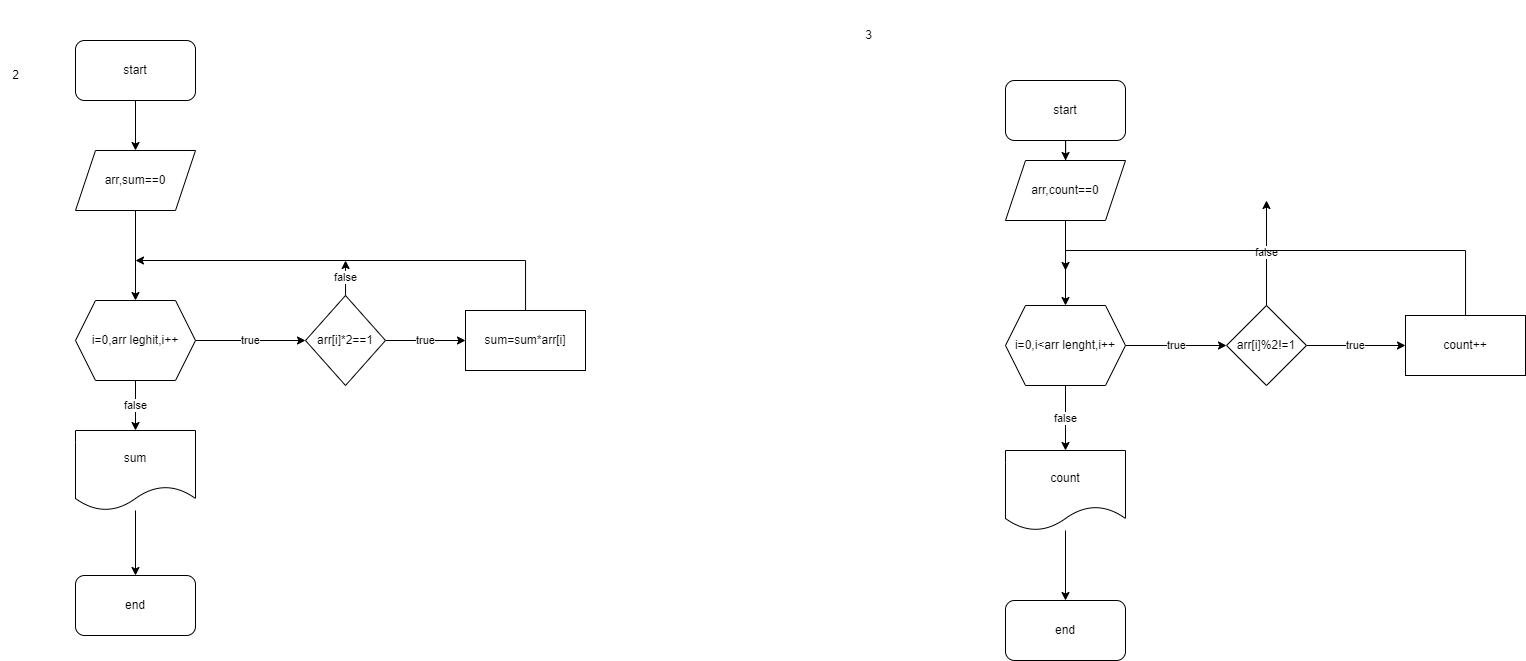 2
start
arr,sum==0
false
i=0,arr leghit,i++
true
arr[i]*2==1
true
sum=sum*arr[i]
false
sum
end
3
start
arr,count==0
false
i=0,i<arr lenght,i++
true
arr[i]%2!=1
true
count++
false
count
end